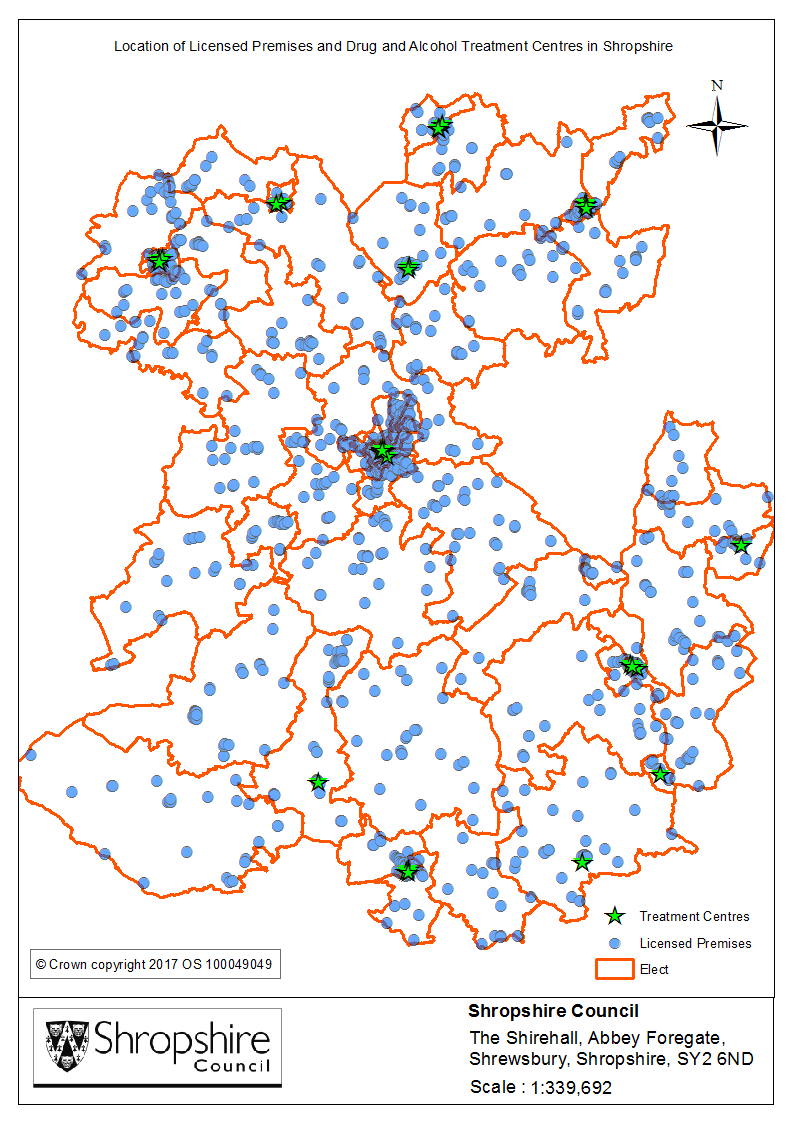 Location of Licensed Premises and Drug and Alcohol Treatment Centres in Shropshire
N
Treatment Centres
Licensed Premises
Elect
© Crown copyright 2017 OS 100049049
Shropshire
Council
Shropshire Council
The Shirehall, Abbey Foregate,
Shrewsbury, Shropshire, SY2 6ND
Scale : 1:339,692